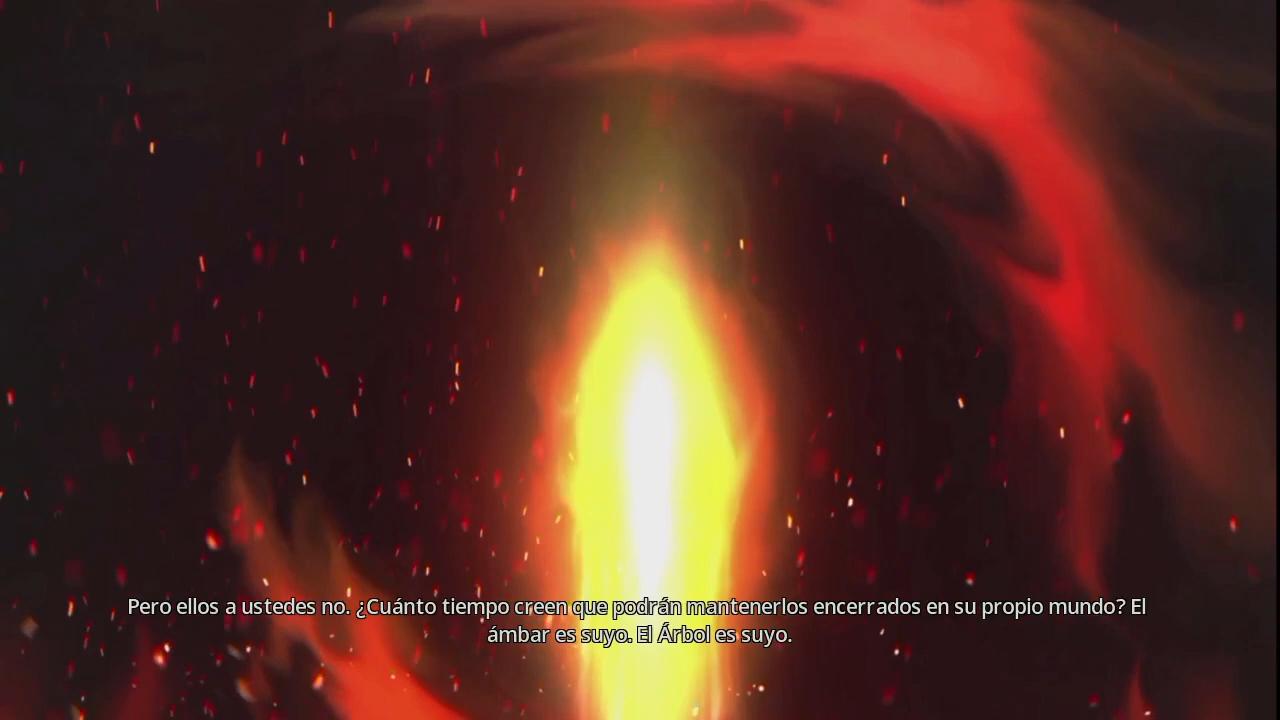 Pero ellos a ustedes no. ¿Cuánto tiempo creen que podrán mantenerlos encerrados en su propio mundo? El
ámbar es suyo. El Árbol es suyo.